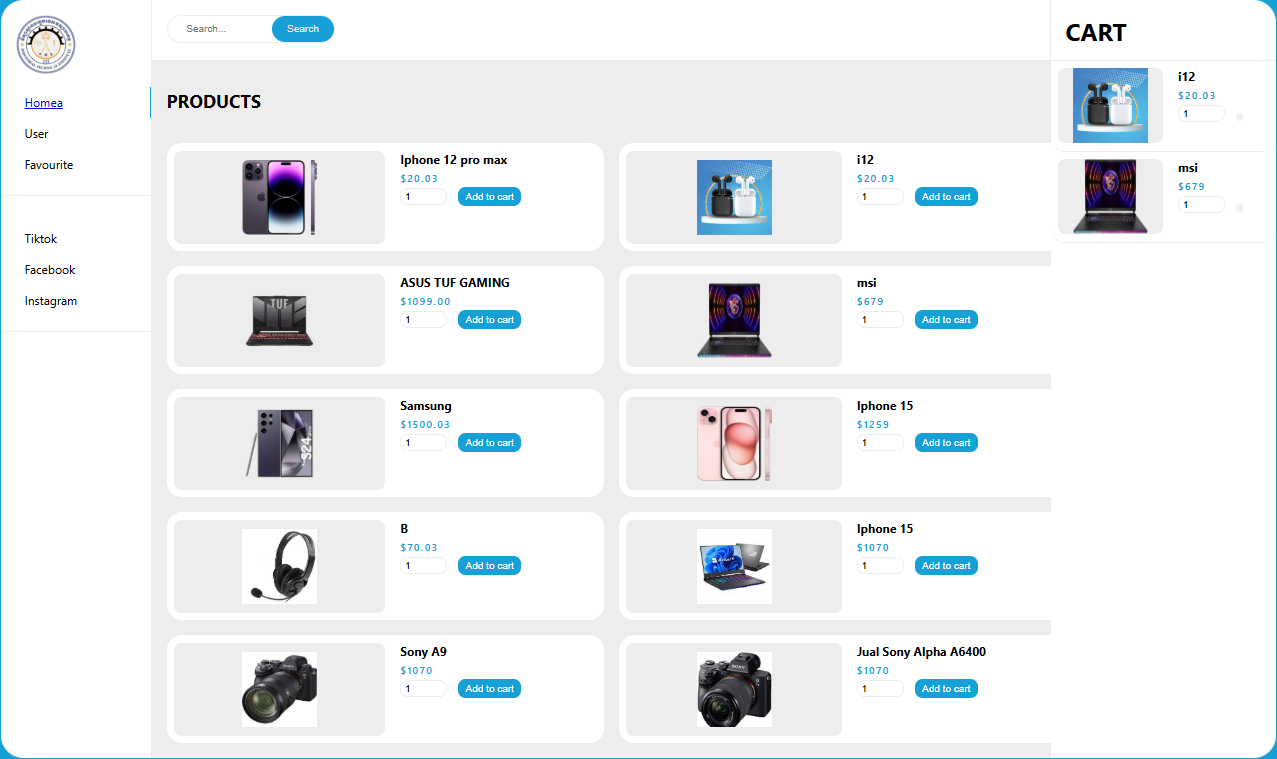 Homea
User
Favourite
Tiktok
Facebook
Instagram
Search...
Search
PRODUCTS
Iphone 12 pro max
$20.03
1
Add to cart
i12
$20.03
1
Add to cart
ASUS TUF GAMING
$1099.00
1
Add to cart
msi
$679
1
Add to cart
Samsung
$1500.03
1
Add to cart
Iphone 15
$1259
1
Add to cart
B
$70.03
1
Add to cart
Iphone 15
$1070
1
Add to cart
Sony A9
$1070
1
Add to cart
Jual Sony Alpha A6400
$1070
1
Add to cart
CART
i12
$20.03
1
msi
$679
1
TUF
S24
SONY